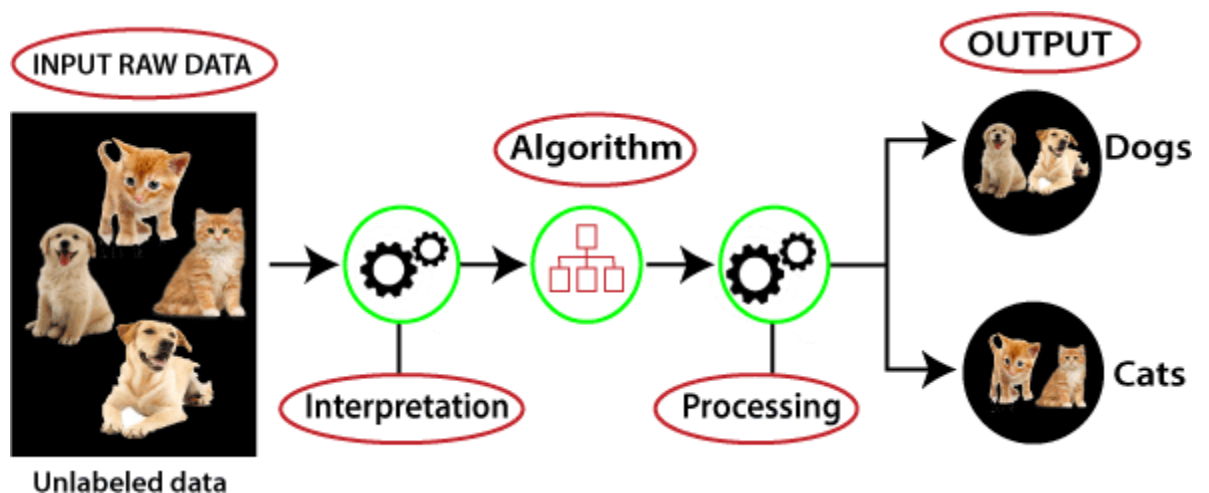 INPUT RAW DATA
Unlabeled data
Interpretation
Algorithm
Processing
OUTPUT
Dogs
Cats